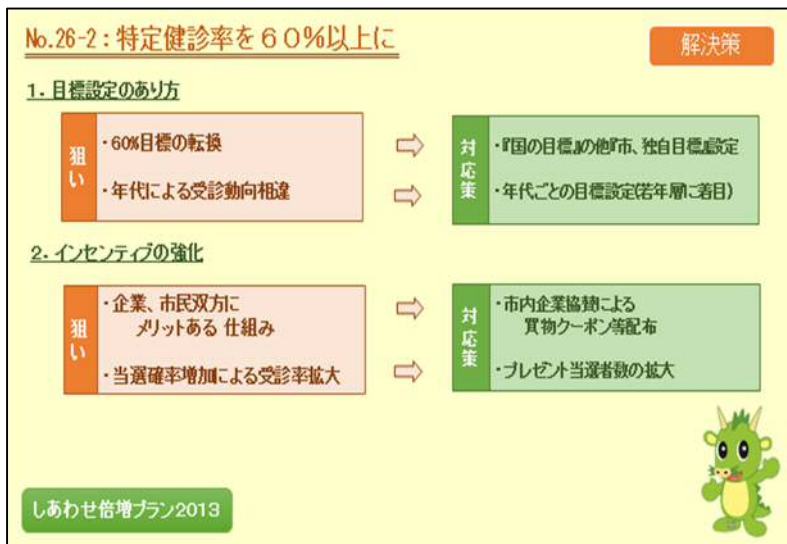 No.26-2：特定健診率を６０％以上に
解決策
1．目標設定のあり方
狙い
・60%目標の転換
・年代による受診動向相違
対応策
・『国の目標』の他『市、独自目標』設定
・年代ごとの目標設定(若年層に着目)
2．インセンティブの強化
狙い
・企業、市民双方に
メリットある 仕組み
・当選確率増加による受診率拡大
対応策
・市内企業協賛による
買物クーポン等配布
・プレゼント当選者数の拡大
しあわせ倍増プラン2013